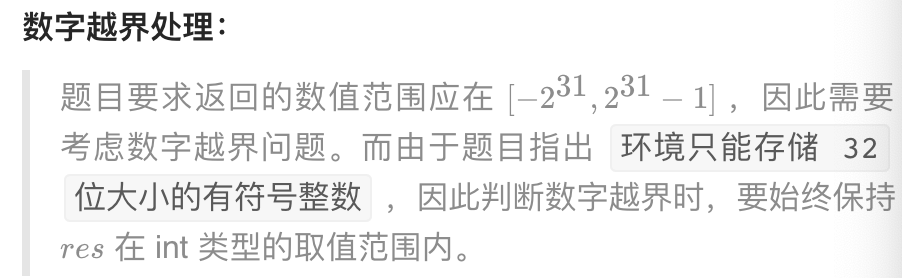 数字越界处理：
题目要求返回的数值范围应在 [−2^31, 2^31 − 1] ，因此需要
考虑数字越界问题。而由于题目指出 环境只能存储 32
位大小的有符号整数 ，因此判断数字越界时，要始终保持
res 在 int 类型的取值范围内。